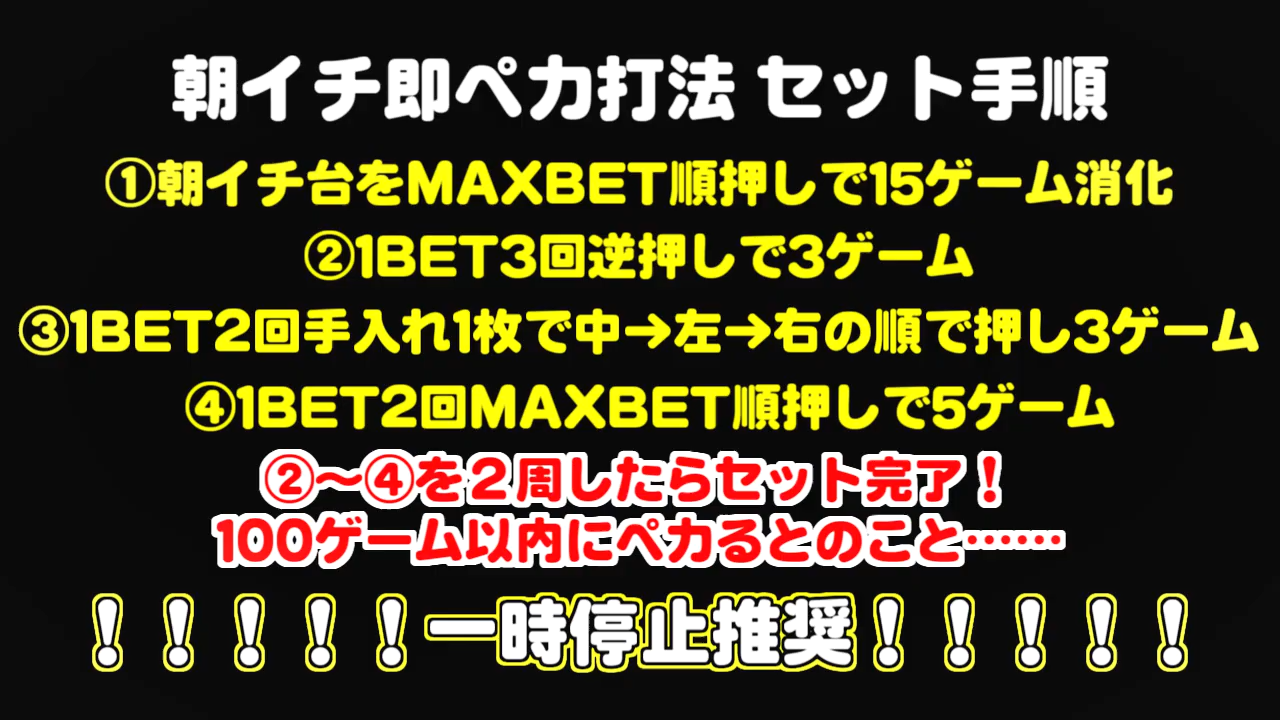 朝イチ即ペカ打法 セット手順
①朝イチ台をMAXBET順押しで15ゲーム消化
②1BET3回逆押しで3ゲーム
③1BET2回手入れ1枚で中→左→右の順で押し3ゲーム
④1BET2回MAXBET順押しで5ゲーム
②～④を２周したらセット完了！
100ゲーム以内にペカるとのこと……
！！！！！一時停止推奨！！！！！